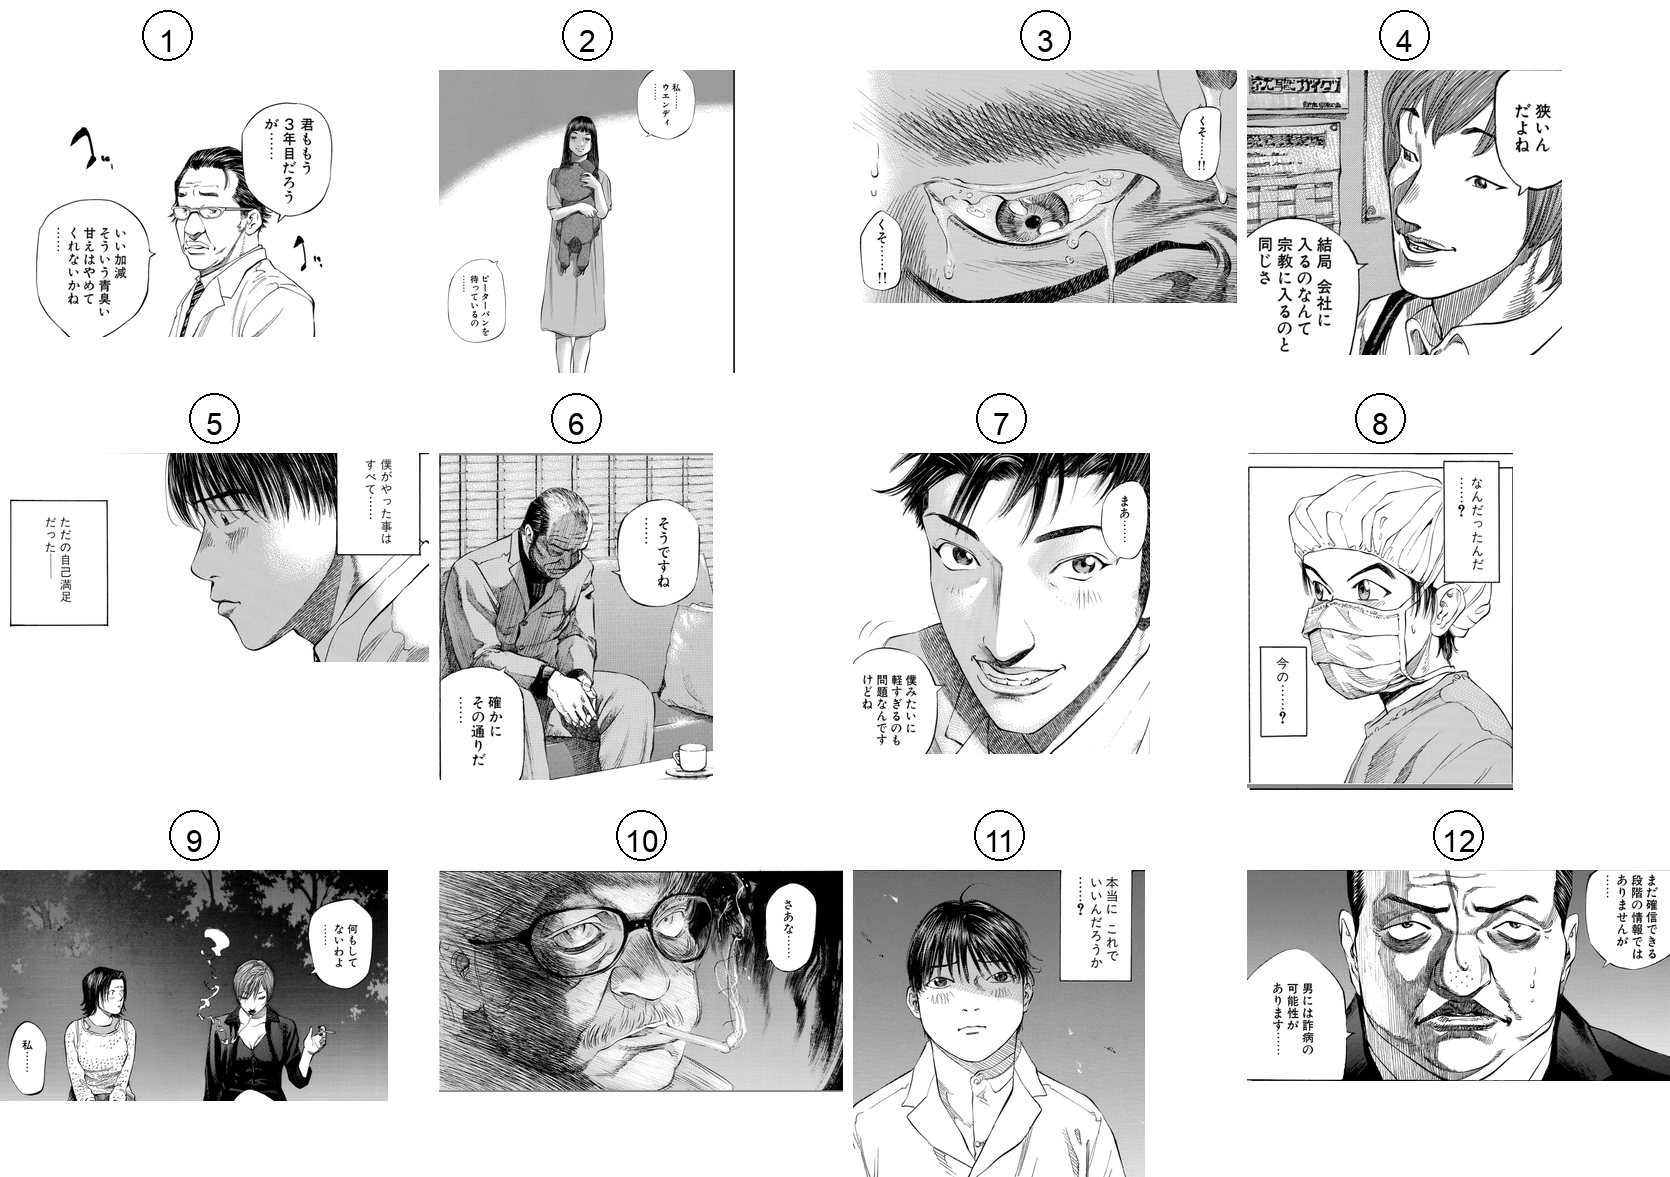 1
君ももう
3年目だろう
が……
いい加減
そういう青臭い
甘えはやめて
くれないかね
……
2
私……
ウエンディ
……
ピーターパンを
待っているの
……
3
くそ……!!
くそ……!!
4
狭いん
だよね
結局 会社に
入るのなんて
宗教に入るのと
同じさ
5
僕がやった事は
すべて……
ただの自己満足
だった──
6
そうですね
……
確かに
その通りだ
……
7
まあ……
僕みたいに
軽すぎるのも
問題なんです
けどね
8
なんだったんだ
……?
今の……?
9
何もして
ないわよ
……
私…
10
さあな……
11
本当に これで
いいんだろうか
……?
12
まだ確信できる
段階の情報では
ありませんが
……
男には詐病の
可能性が
あります……